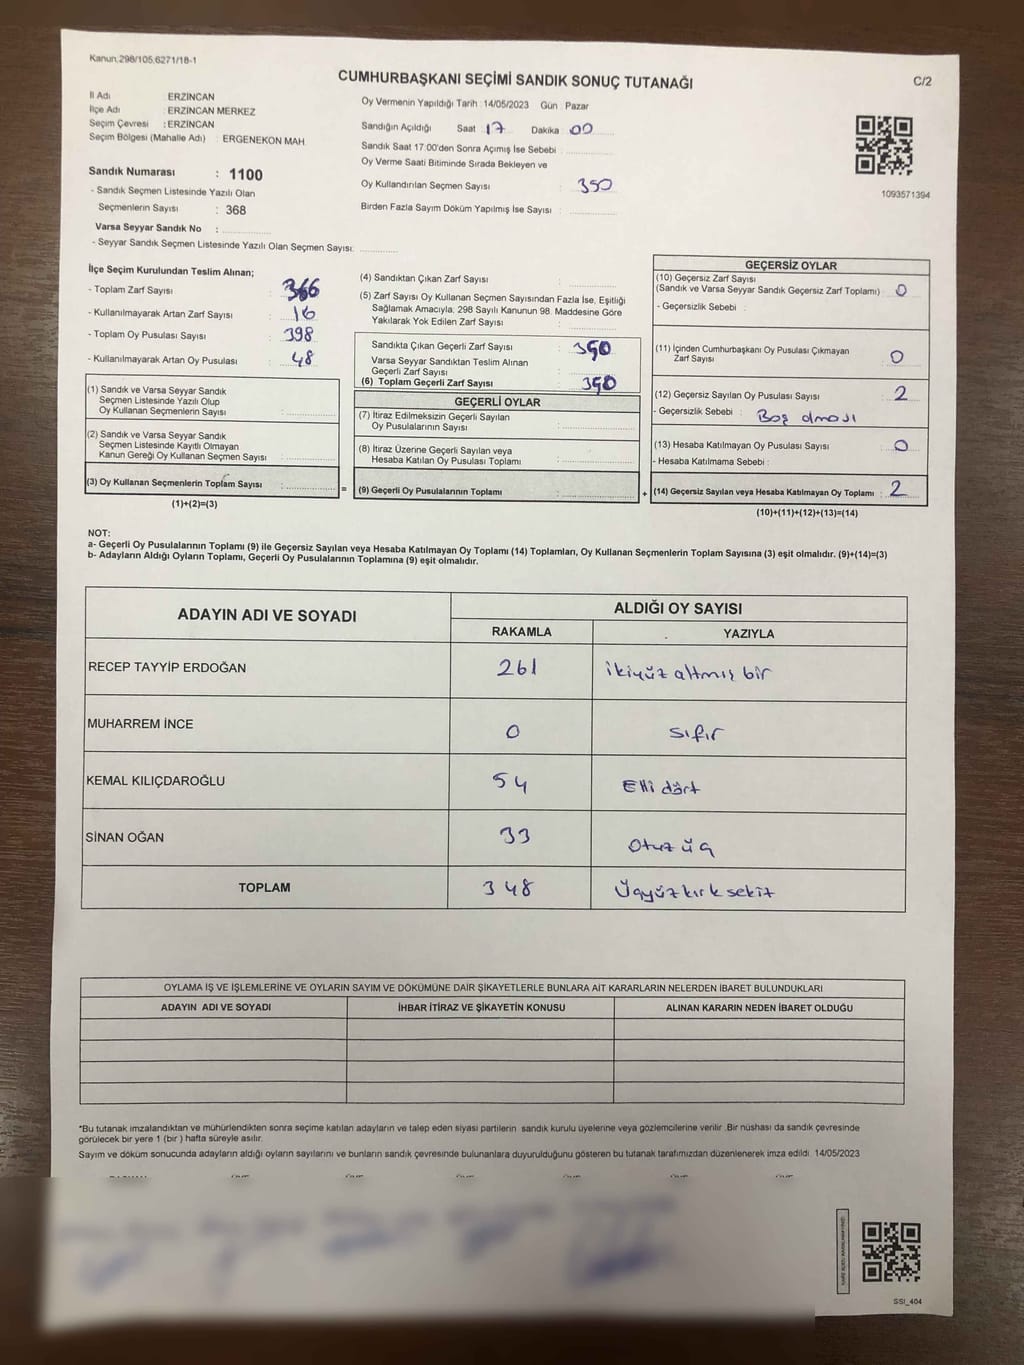 Kanun,298/105,6271/18-1
CUMHURBAŞKANI SEÇİMİ SANDIK SONUÇ TUTANAĞI
C/2
İl Adı : ERZİNCAN
İlçe Adı : ERZİNCAN MERKEZ
Seçim Çevresi : ERZİNCAN
Seçim Bölgesi (Mahalle Adı) : ERGENEKON MAH
Sandık Numarası : 1100
- Sandık Seçmen Listesinde Yazılı Olan
Seçmenlerin Sayısı : 368
Varsa Seyyar Sandık No :
- Seyyar Sandık Seçmen Listesinde Yazılı Olan Seçmen Sayısı:
Oy Vermenin Yapıldığı Tarih :14/05/2023 Gün : Pazar
Sandığın Açıldığı Saat : 17 Dakika : 00
Sandık Saat 17:00'den Sonra Açımış İse Sebebi :
Oy Verme Saati Bitiminde Sırada Bekleyen ve
Oy Kullandırılan Seçmen Sayısı : 350
Birden Fazla Sayım Döküm Yapılmış İse Sayısı :
1093571394
İlçe Seçim Kurulundan Teslim Alınan;
- Toplam Zarf Sayısı : 366
- Kullanılmayarak Artan Zarf Sayısı : 16
- Toplam Oy Pusulası Sayısı : 398
- Kullanılmayarak Artan Oy Pusulası : 48
(1) Sandık ve Varsa Seyyar Sandık
Seçmen Listesinde Yazılı Olup
Oy Kullanan Seçmenlerin Sayısı :
(2) Sandık ve Varsa Seyyar Sandık
Seçmen Listesinde Kayıtlı Olmayan
Kanun Gereği Oy Kullanan Seçmen Sayısı :
(3) Oy Kullanan Seçmenlerin Toplam Sayısı :
(1)+(2)=(3)
(4) Sandıktan Çıkan Zarf Sayısı :
(5) Zarf Sayısı Oy Kullanan Seçmen Sayısından Fazla İse, Eşitliği
Sağlamak Amacıyla, 298 Sayılı Kanunun 98. Maddesine Göre
Yakılarak Yok Edilen Zarf Sayısı :
Sandıkta Çıkan Geçerli Zarf Sayısı : 350
Varsa Seyyar Sandıktan Teslim Alınan
Geçerli Zarf Sayısı :
(6) Toplam Geçerli Zarf Sayısı : 350
GEÇERLİ OYLAR
(7) İtiraz Edilmeksizin Geçerli Sayılan
Oy Pusulalarının Sayısı :
(8) İtiraz Üzerine Geçerli Sayılan veya
Hesaba Katılan Oy Pusulası Toplamı :
= (9) Geçerli Oy Pusulalarının Toplamı :
GEÇERSİZ OYLAR
(10) Geçersiz Zarf Sayısı
(Sandık ve Varsa Seyyar Sandık Geçersiz Zarf Toplamı) : 0
- Geçersizlik Sebebi :
(11) İçinden Cumhurbaşkanı Oy Pusulası Çıkmayan
Zarf Sayısı : 0
(12) Geçersiz Sayılan Oy Pusulası Sayısı : 2
- Geçersizlik Sebebi : Boş olması
(13) Hesaba Katılmayan Oy Pusulası Sayısı : 0
- Hesaba Katılmama Sebebi :
+ (14) Geçersiz Sayılan veya Hesaba Katılmayan Oy Toplamı : 2
(10)+(11)+(12)+(13)=(14)
NOT:
a- Geçerli Oy Pusulalarının Toplamı (9) ile Geçersiz Sayılan veya Hesaba Katılmayan Oy Toplamı (14) Toplamları, Oy Kullanan Seçmenlerin Toplam Sayısına (3) eşit olmalıdır. (9)+(14)=(3)
b- Adayların Aldığı Oyların Toplamı, Geçerli Oy Pusulalarının Toplamına (9) eşit olmalıdır.
ADAYIN ADI VE SOYADI
ALDIĞI OY SAYISI
RAKAMLA YAZIYLA
RECEP TAYYİP ERDOĞAN 261 ikiyüz altmış bir
MUHARREM İNCE 0 sıfır
KEMAL KILIÇDAROĞLU 54 Elli dört
SİNAN OĞAN 33 Otuz üç
TOPLAM 348 Üçyüz kırk sekiz
OYLAMA İŞ VE İŞLEMLERİNE VE OYLARIN SAYIM VE DÖKÜMÜNE DAİR ŞİKAYETLERLE BUNLARA AİT KARARLARIN NELERDEN İBARET BULUNDUKLARI
ADAYIN ADI VE SOYADI İHBAR İTİRAZ VE ŞİKAYETİN KONUSU ALINAN KARARIN NEDEN İBARET OLDUĞU
*Bu tutanak imzalandıktan ve mühürlendikten sonra seçime katılan adayların ve talep eden siyasi partilerin sandık kurulu üyelerine veya gözlemcilerine verilir .Bir nüshası da sandık çevresinde
görülecek bir yere 1 (bir ) hafta süreyle asılır.
Sayım ve döküm sonucunda adayların aldığı oyların sayılarını ve bunların sandık çevresinde bulunanlara duyurulduğunu gösteren bu tutanak tarafımızdan düzenlenerek imza edildi. 14/05/2023
SSI_404